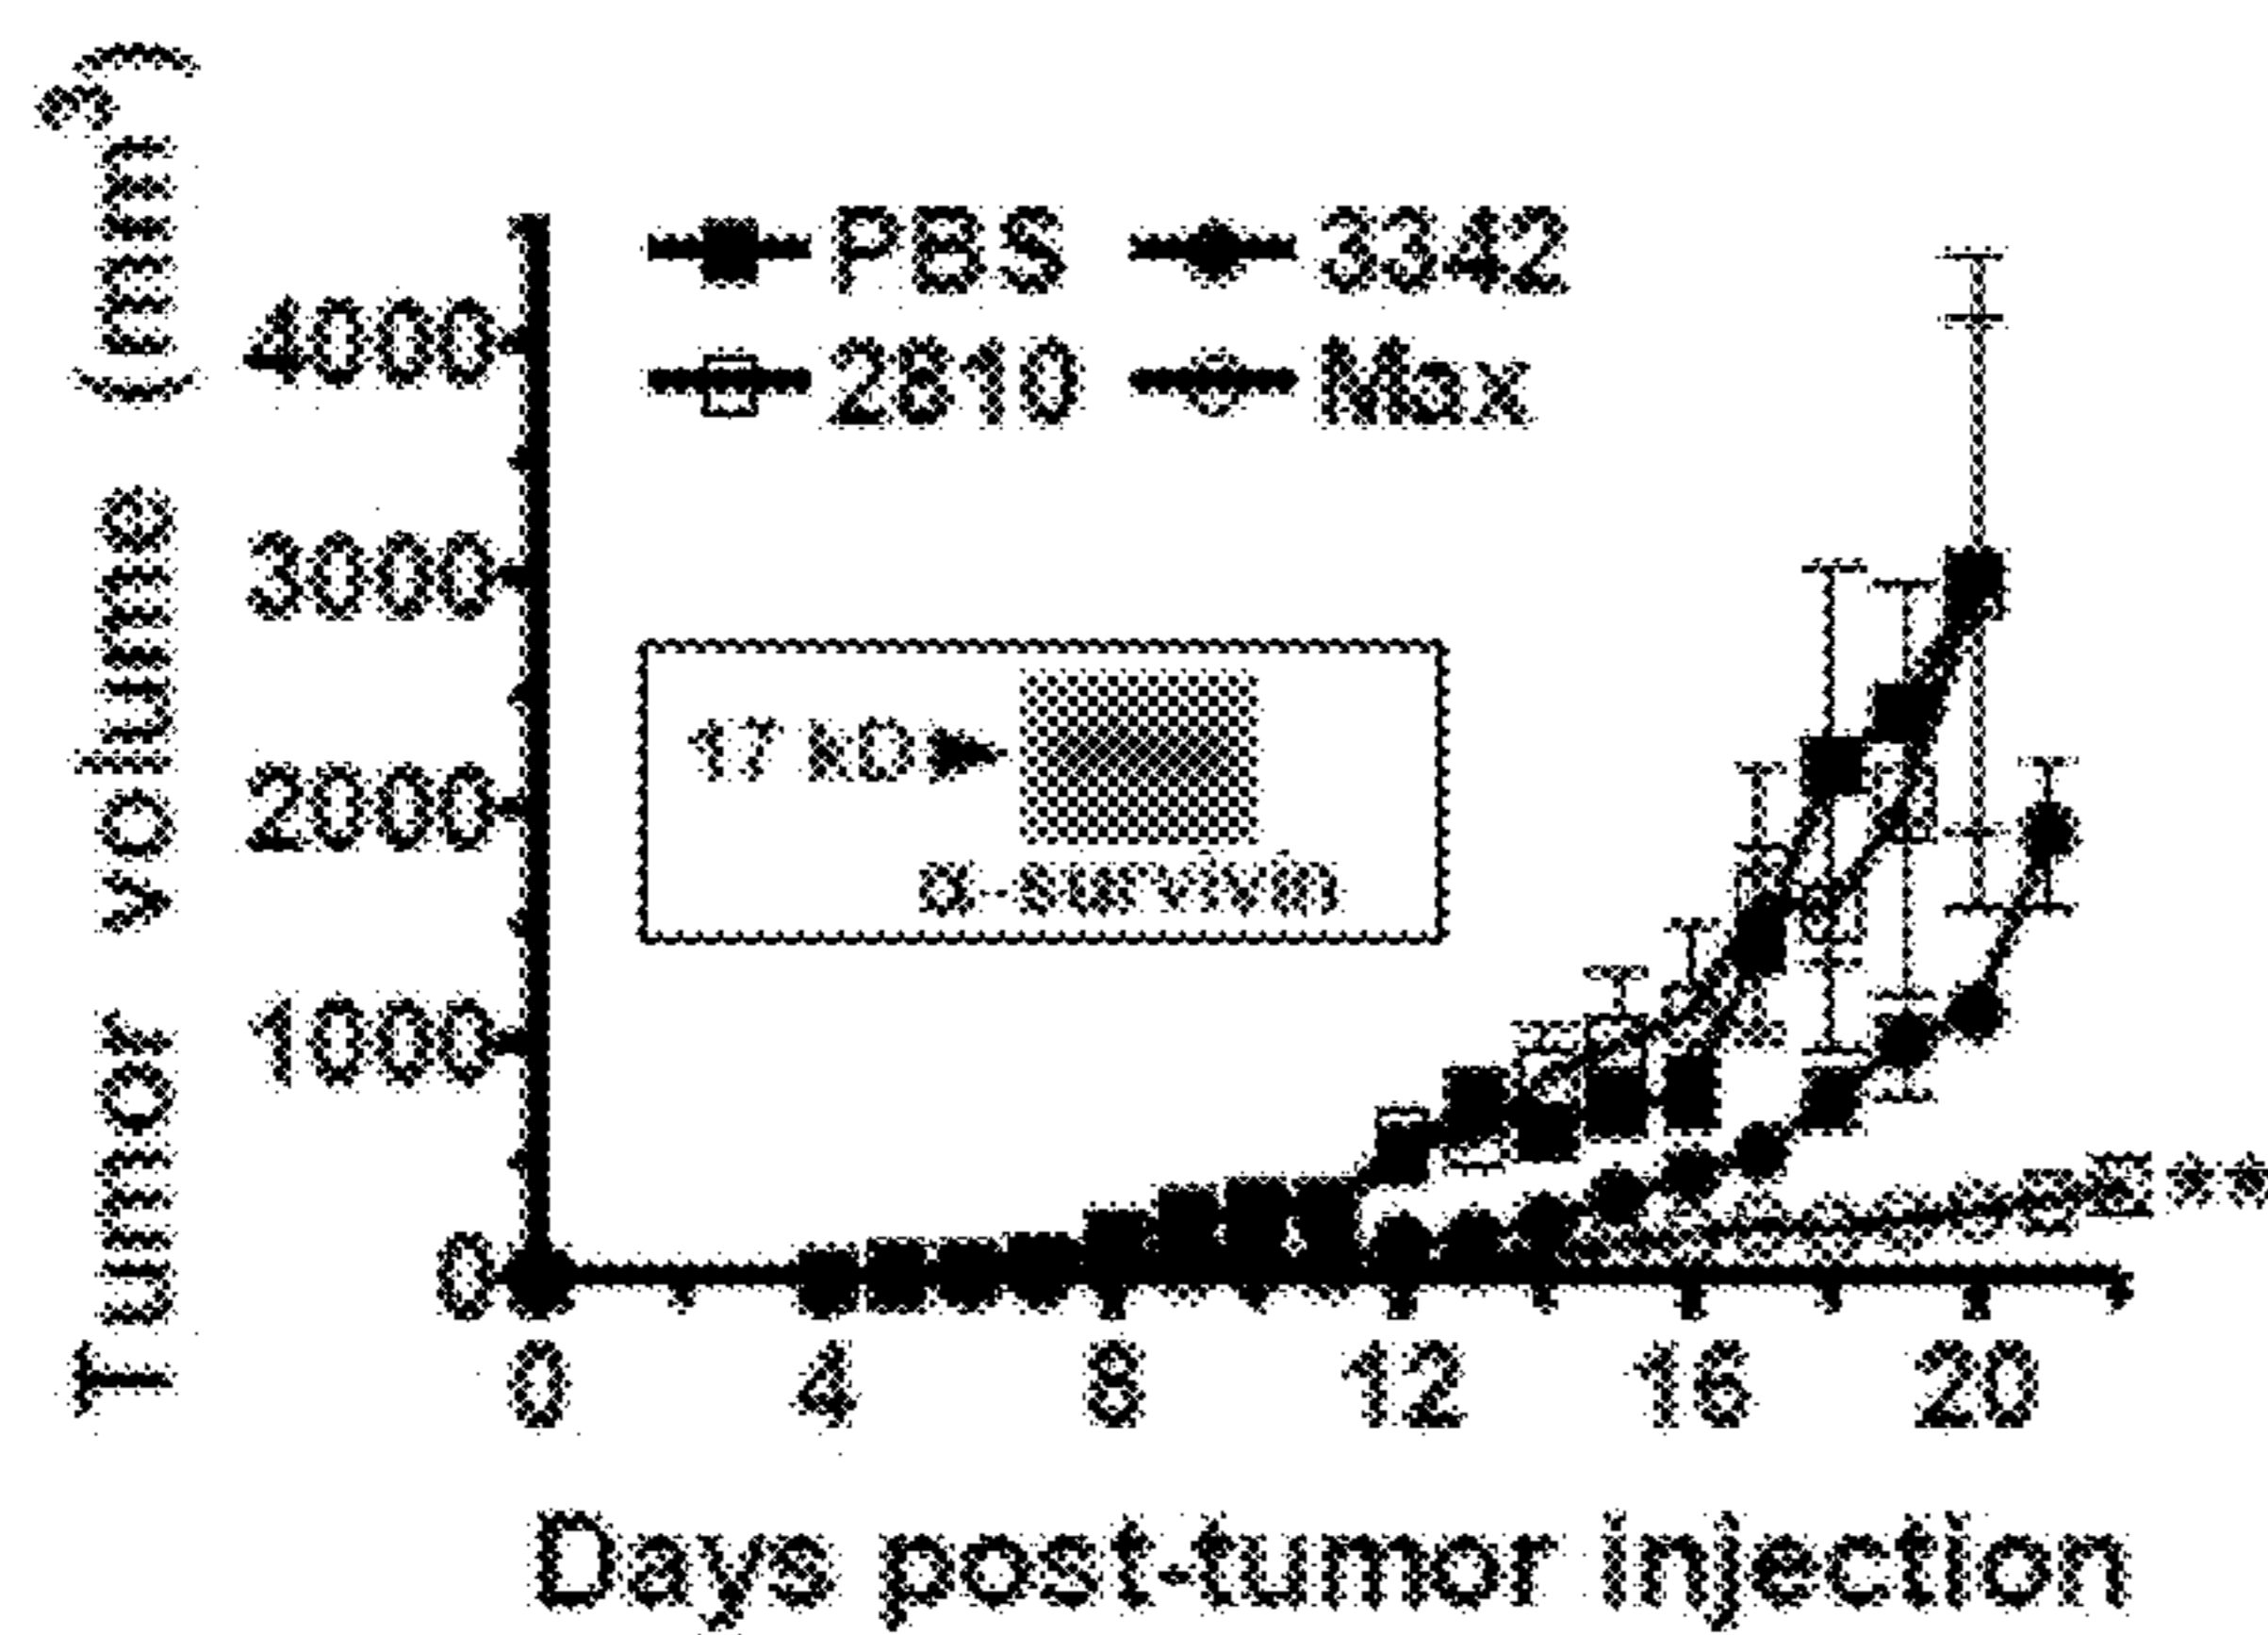 Tumor volume (mm³)
PBS 3342
2810 Max
4000
3000
2000
1000
0
17 kD
α-survivin
**
0 4 8 12 16 20
Days post-tumor injection